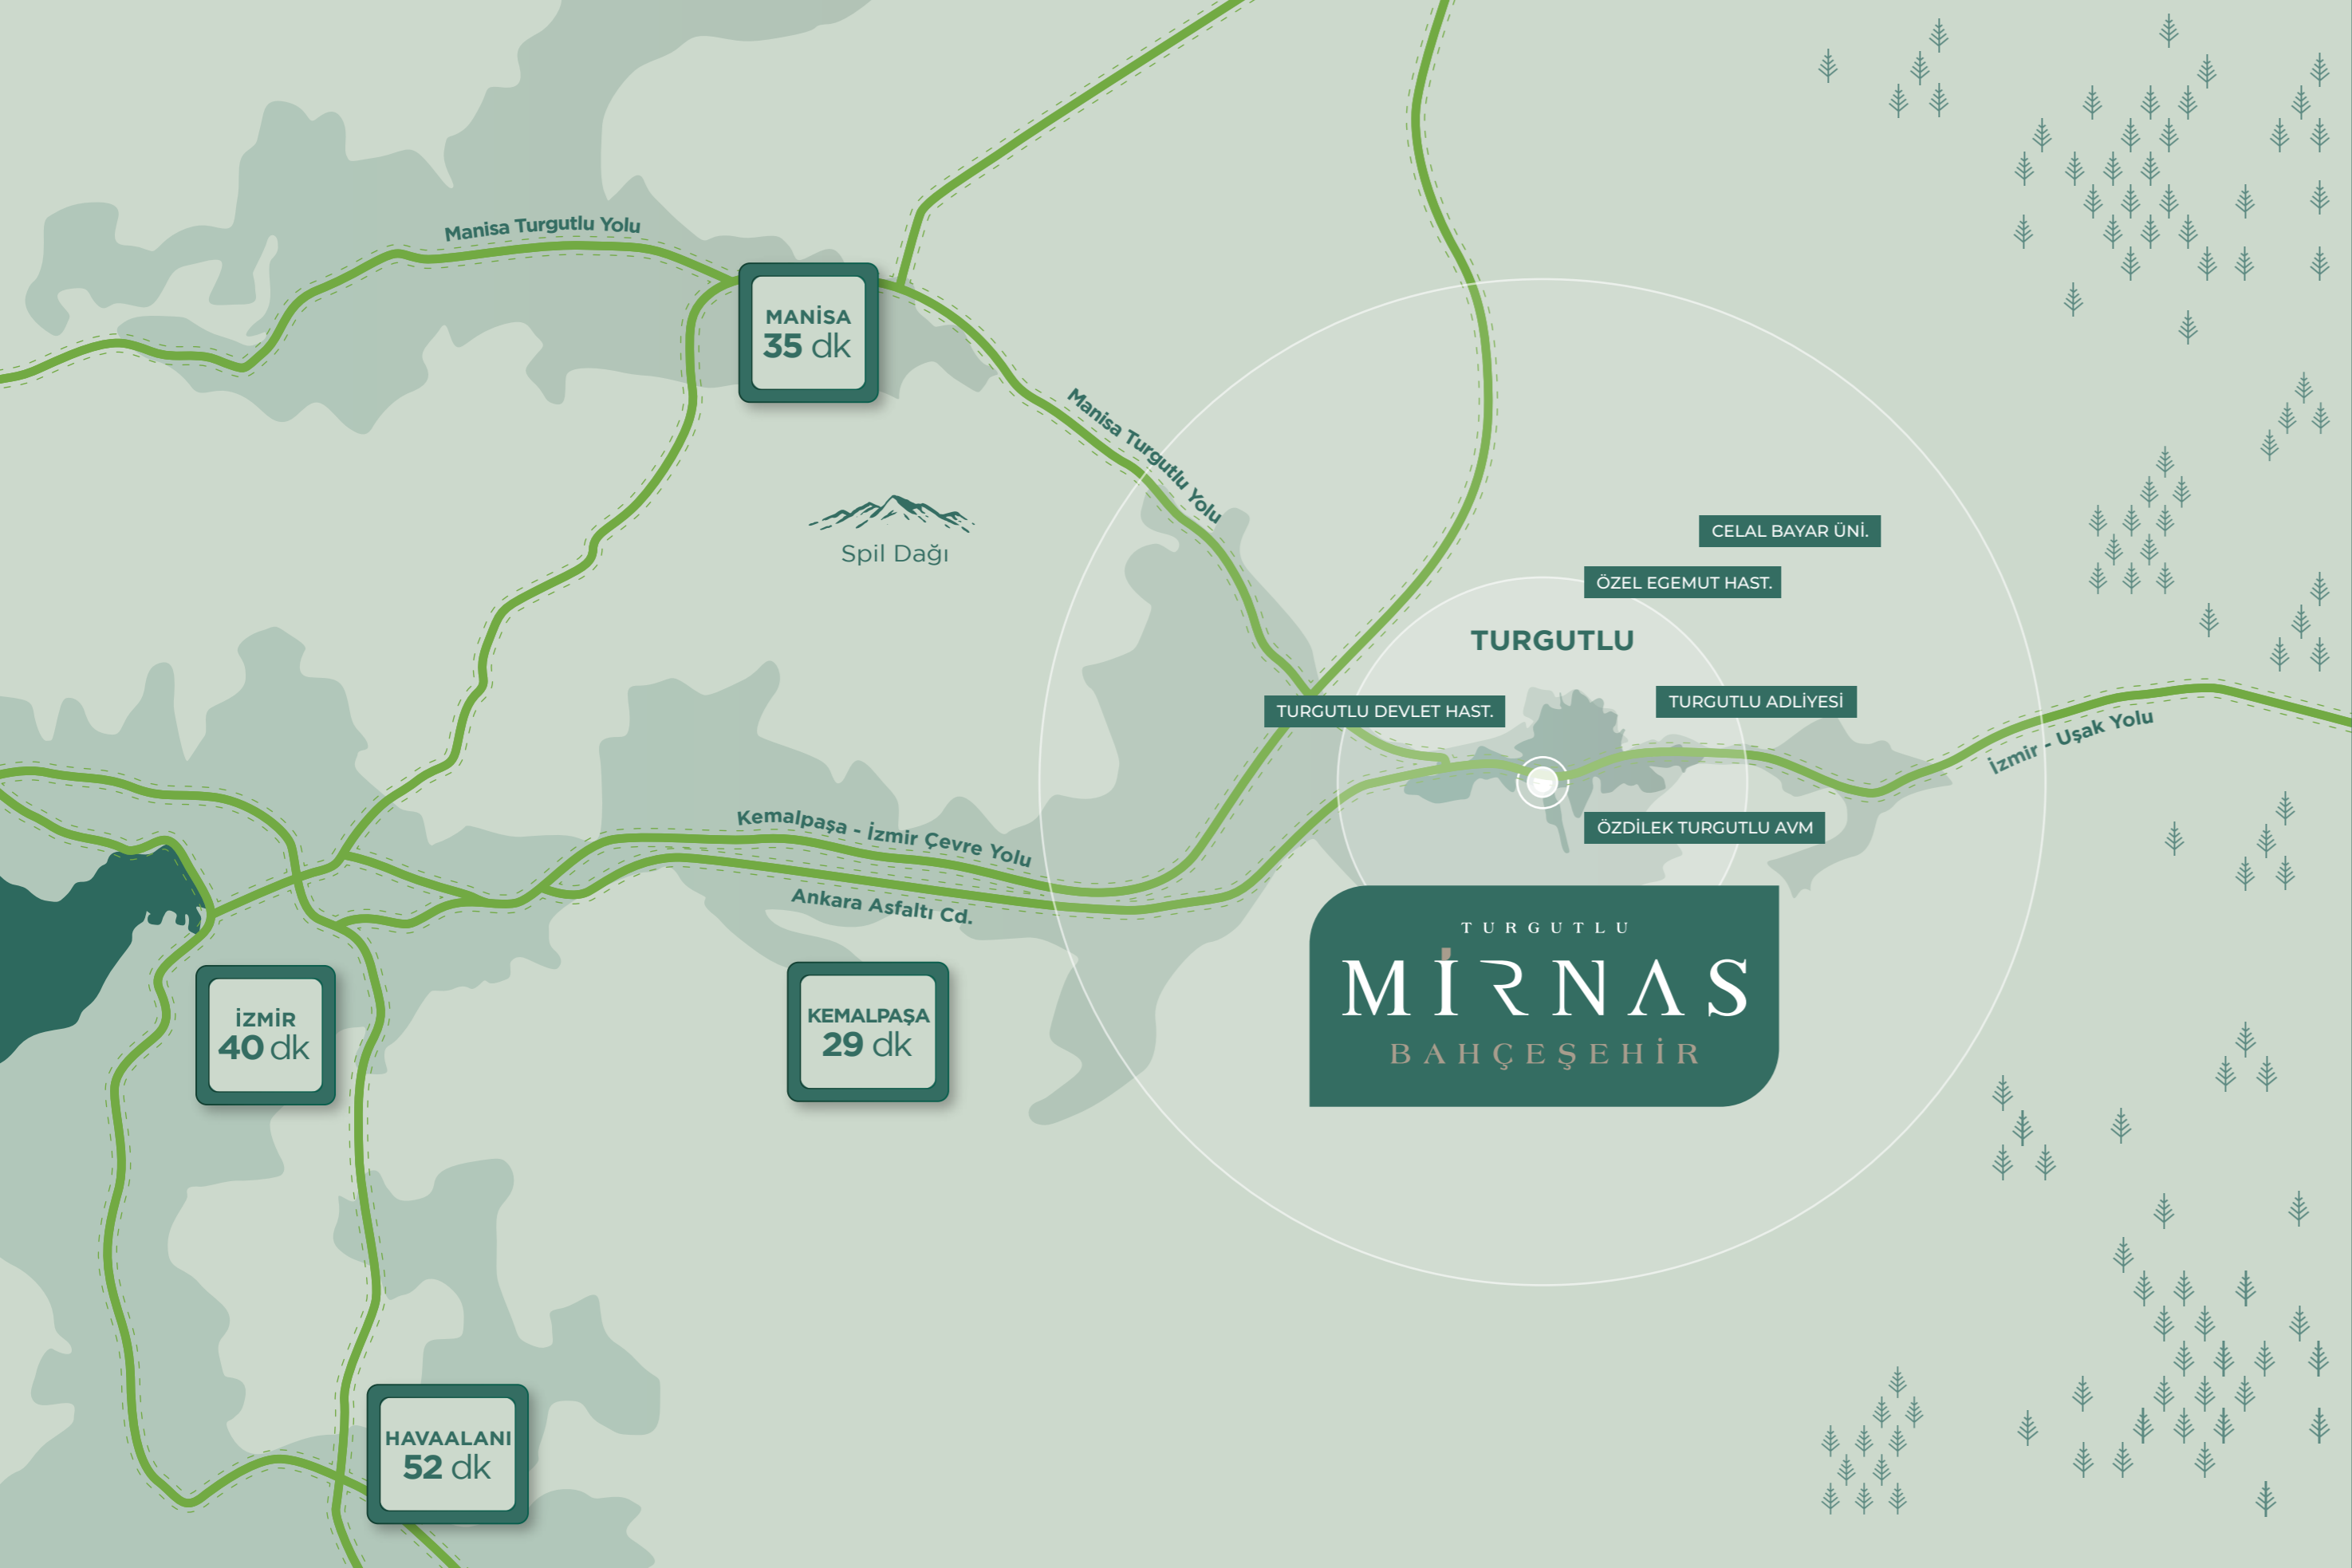 Manisa Turgutlu Yolu
MANİSA
35 dk
Manisa Turgutlu Yolu
Spil Dağı
CELAL BAYAR ÜNİ.
ÖZEL EGEMUT HAST.
TURGUTLU
TURGUTLU DEVLET HAST.
TURGUTLU ADLİYESİ
İzmir - Uşak Yolu
Kemalpaşa - İzmir Çevre Yolu
ÖZDİLEK TURGUTLU AVM
Ankara Asfaltı Cd.
TURGUTLU
MİRNAS
BAHÇEŞEHİR
İZMİR
40 dk
KEMALPAŞA
29 dk
HAVAALANI
52 dk